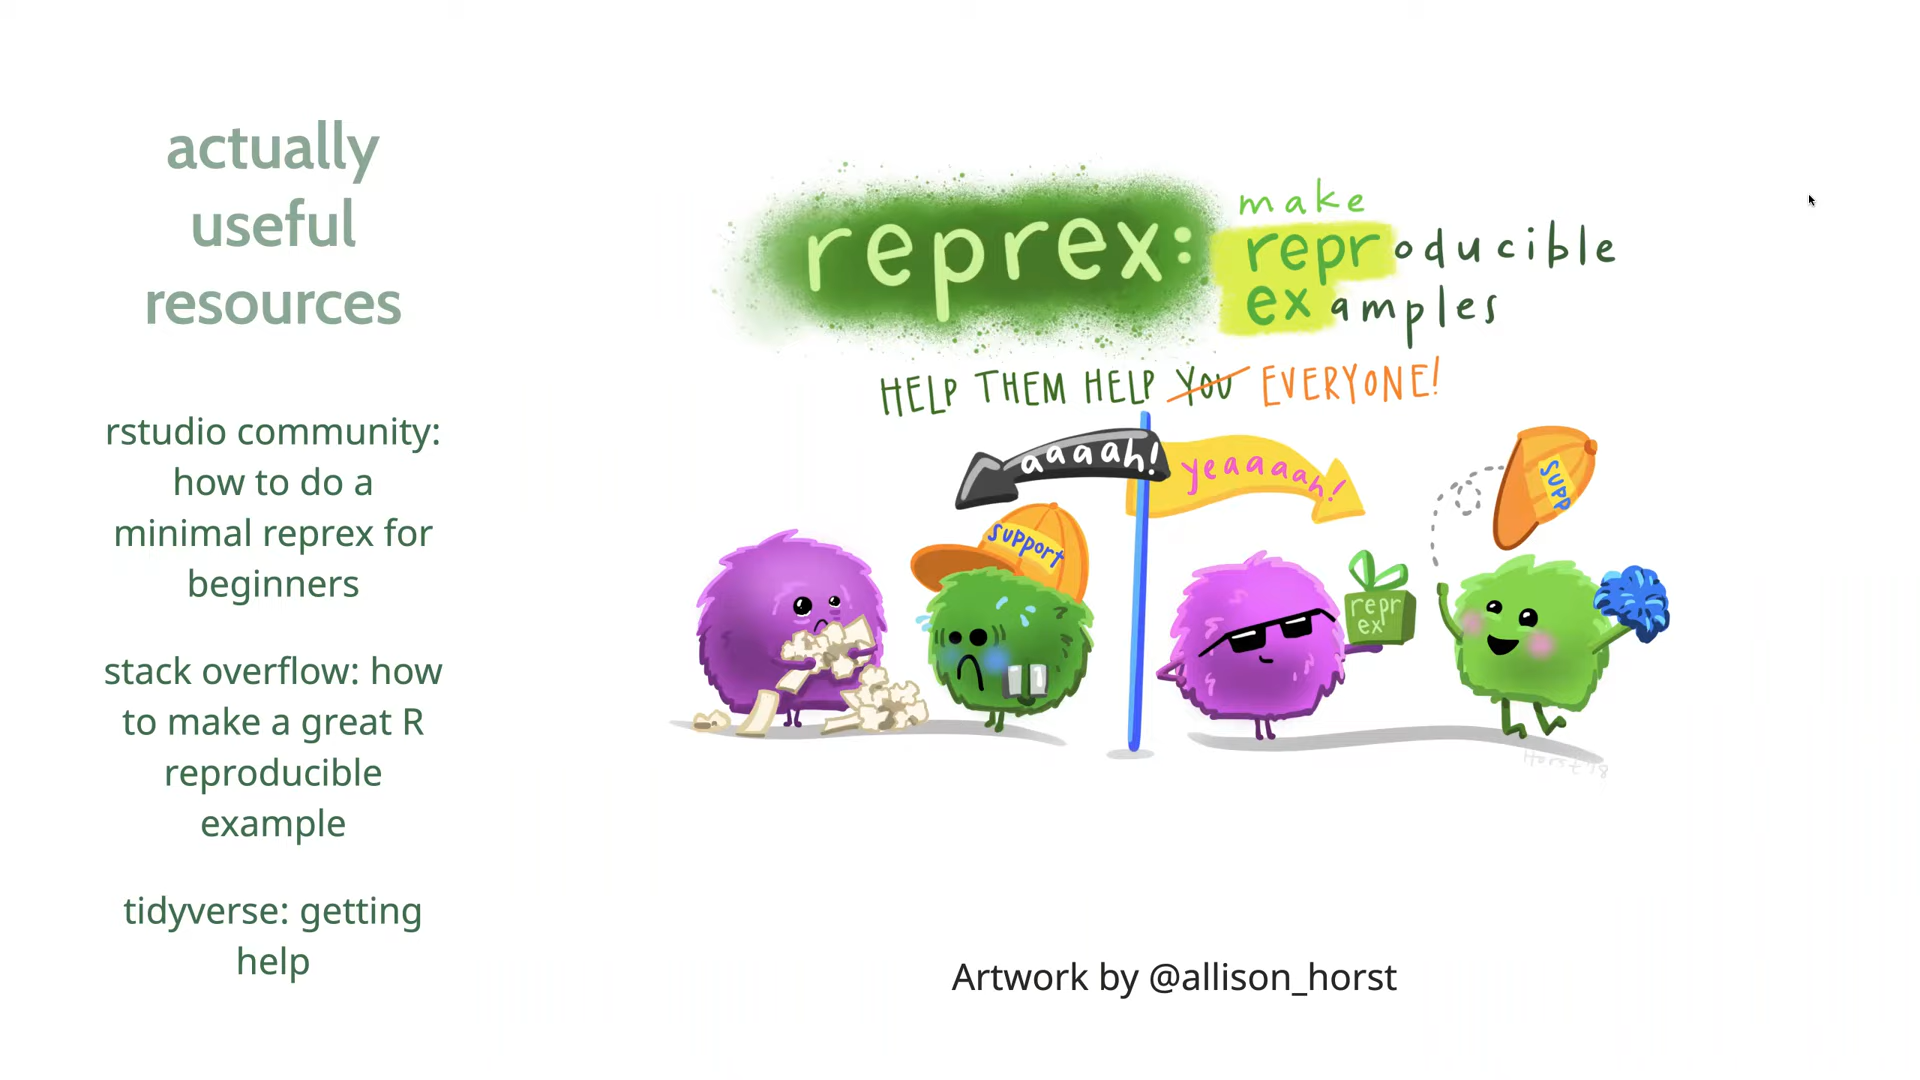 actually
useful
resources
rstudio community:
how to do a
minimal reprex for
beginners
stack overflow: how
to make a great R
reproducible
example
tidyverse: getting
help
reprex:
make
reproducible
examples
HELP THEM HELP YOU EVERYONE!
aaaah!
yeaaaah!
SUPP
Support
repr
ex
Horst '18
Artwork by @allison_horst